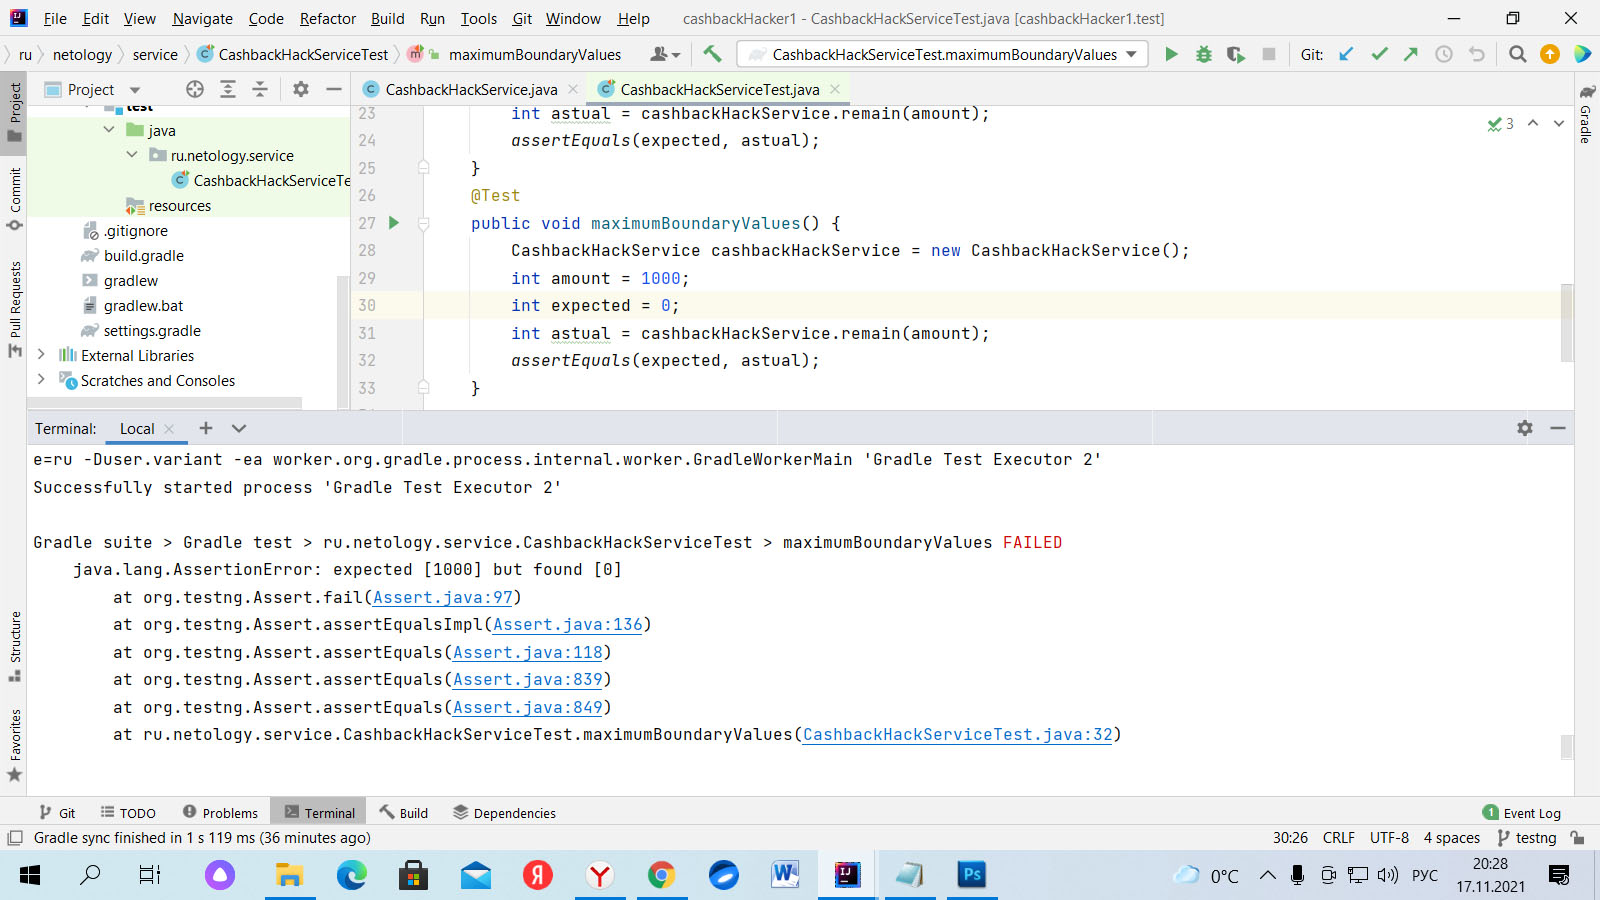 File Edit View Navigate Code Refactor Build Run Tools Git Window Help cashbackHacker1 - CashbackHackServiceTest.java [cashbackHacker1.test]
ru netology service CashbackHackServiceTest maximumBoundaryValues CashbackHackServiceTest.maximumBoundaryValues Git:
Project
CashbackHackService.java CashbackHackServiceTest.java
test
java
ru.netology.service
CashbackHackServiceTe
resources
.gitignore
build.gradle
gradlew
gradlew.bat
settings.gradle
External Libraries
Scratches and Consoles
Project
Commit
Pull Requests
Structure
Favorites
Gradle
3
23 int astual = cashbackHackService.remain(amount);
24 assertEquals(expected, astual);
25 }
26 @Test
27 public void maximumBoundaryValues() {
28 CashbackHackService cashbackHackService = new CashbackHackService();
29 int amount = 1000;
30 int expected = 0;
31 int astual = cashbackHackService.remain(amount);
32 assertEquals(expected, astual);
33 }
Terminal: Local
e=ru -Duser.variant -ea worker.org.gradle.process.internal.worker.GradleWorkerMain 'Gradle Test Executor 2'
Successfully started process 'Gradle Test Executor 2'
Gradle suite > Gradle test > ru.netology.service.CashbackHackServiceTest > maximumBoundaryValues FAILED
java.lang.AssertionError: expected [1000] but found [0]
at org.testng.Assert.fail(Assert.java:97)
at org.testng.Assert.assertEqualsImpl(Assert.java:136)
at org.testng.Assert.assertEquals(Assert.java:118)
at org.testng.Assert.assertEquals(Assert.java:839)
at org.testng.Assert.assertEquals(Assert.java:849)
at ru.netology.service.CashbackHackServiceTest.maximumBoundaryValues(CashbackHackServiceTest.java:32)
Git TODO Problems Terminal Build Dependencies 1 Event Log
Gradle sync finished in 1 s 119 ms (36 minutes ago) 30:26 CRLF UTF-8 4 spaces testng
0°C РУС 20:28
17.11.2021